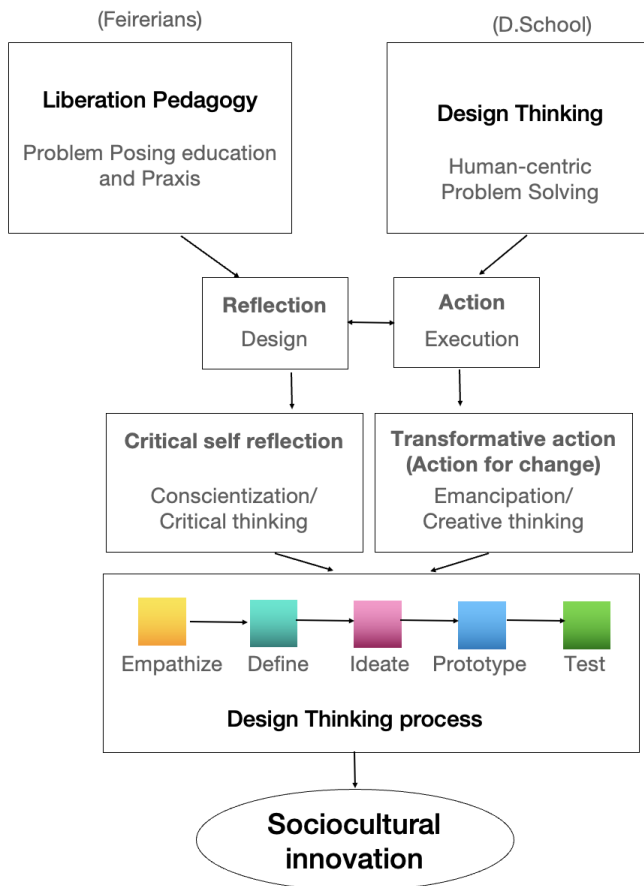 (Feirerians)
(D.School)
Liberation Pedagogy
Problem Posing education
and Praxis
Design Thinking
Human-centric
Problem Solving
Reflection
Design
Action
Execution
Critical self reflection
Conscientization/
Critical thinking
Transformative action
(Action for change)
Emancipation/
Creative thinking
Empathize
Define
Ideate
Prototype
Test
Design Thinking process
Sociocultural
innovation